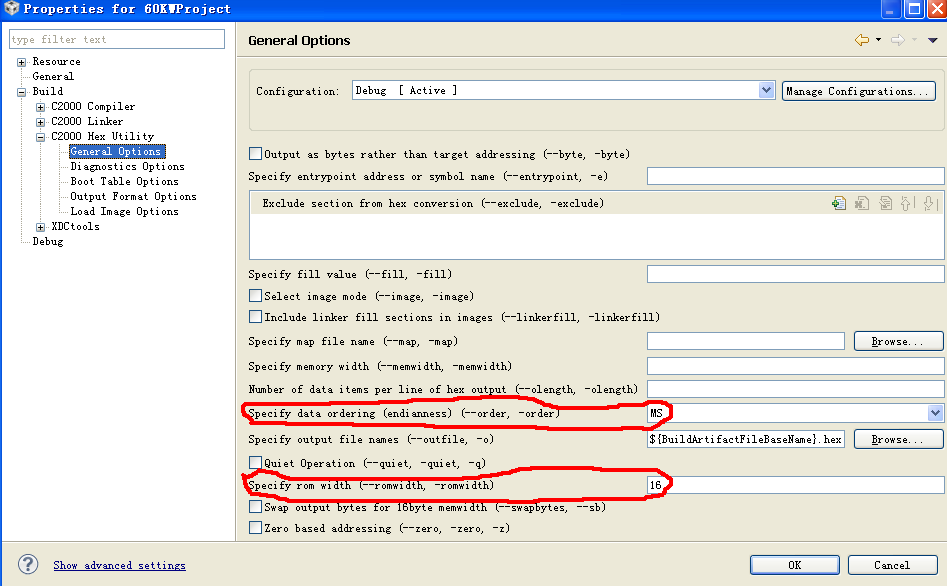 Properties for 60KWProject
type filter text
Resource
General
Build
C2000 Compiler
C2000 Linker
C2000 Hex Utility
General Options
Diagnostics Options
Boot Table Options
Output Format Options
Load Image Options
XDCtools
Debug
General Options
Configuration: Debug [ Active ] Manage Configurations...
Output as bytes rather than target addressing (--byte, -byte)
Specify entrypoint address or symbol name (--entrypoint, -e)
Exclude section from hex conversion (--exclude, -exclude)
Specify fill value (--fill, -fill)
Select image mode (--image, -image)
Include linker fill sections in images (--linkerfill, -linkerfill)
Specify map file name (--map, -map) Browse...
Specify memory width (--memwidth, -memwidth)
Number of data items per line of hex output (--olength, -olength)
Specify data ordering (endianness) (--order, -order) MS
Specify output file names (--outfile, -o) ${BuildArtifactFileBaseName}.hex Browse...
Quiet Operation (--quiet, -quiet, -q)
Specify rom width (--romwidth, -romwidth) 16
Swap output bytes for 16byte memwidth (--swapbytes, --sb)
Zero based addressing (--zero, -zero, -z)
Show advanced settings OK Cancel